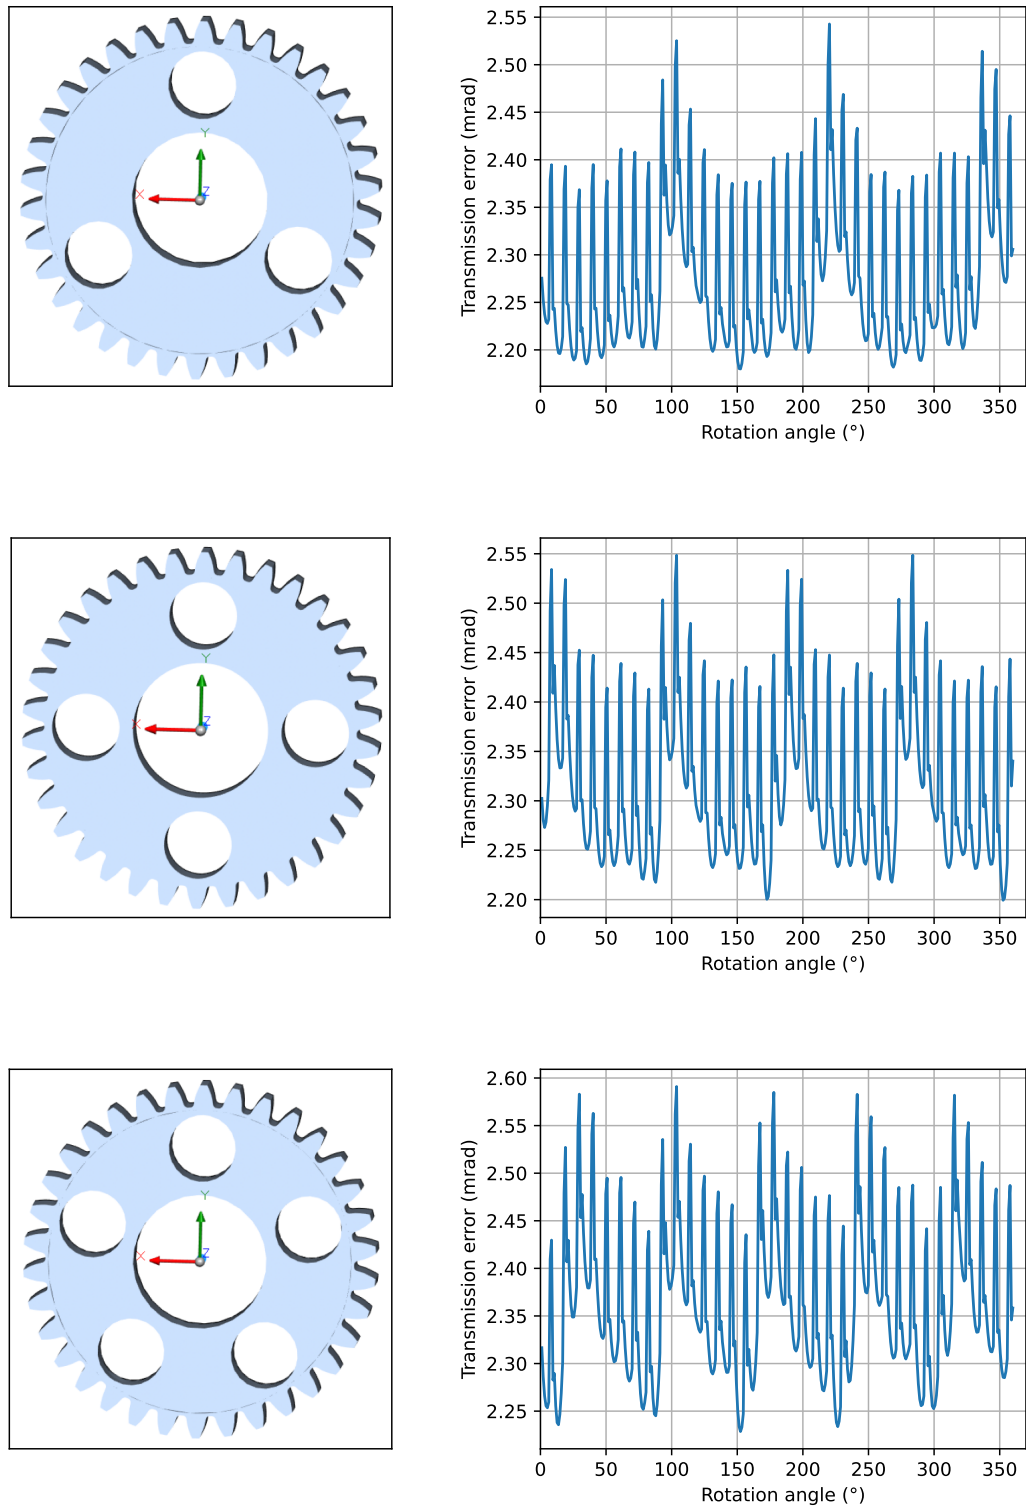 X
Y
Z
2.55
2.50
2.45
2.40
2.35
2.30
2.25
2.20
Transmission error (mrad)
0 50 100 150 200 250 300 350
Rotation angle (°)
X
Y
Z
2.55
2.50
2.45
2.40
2.35
2.30
2.25
2.20
Transmission error (mrad)
0 50 100 150 200 250 300 350
Rotation angle (°)
X
Y
Z
2.60
2.55
2.50
2.45
2.40
2.35
2.30
2.25
Transmission error (mrad)
0 50 100 150 200 250 300 350
Rotation angle (°)